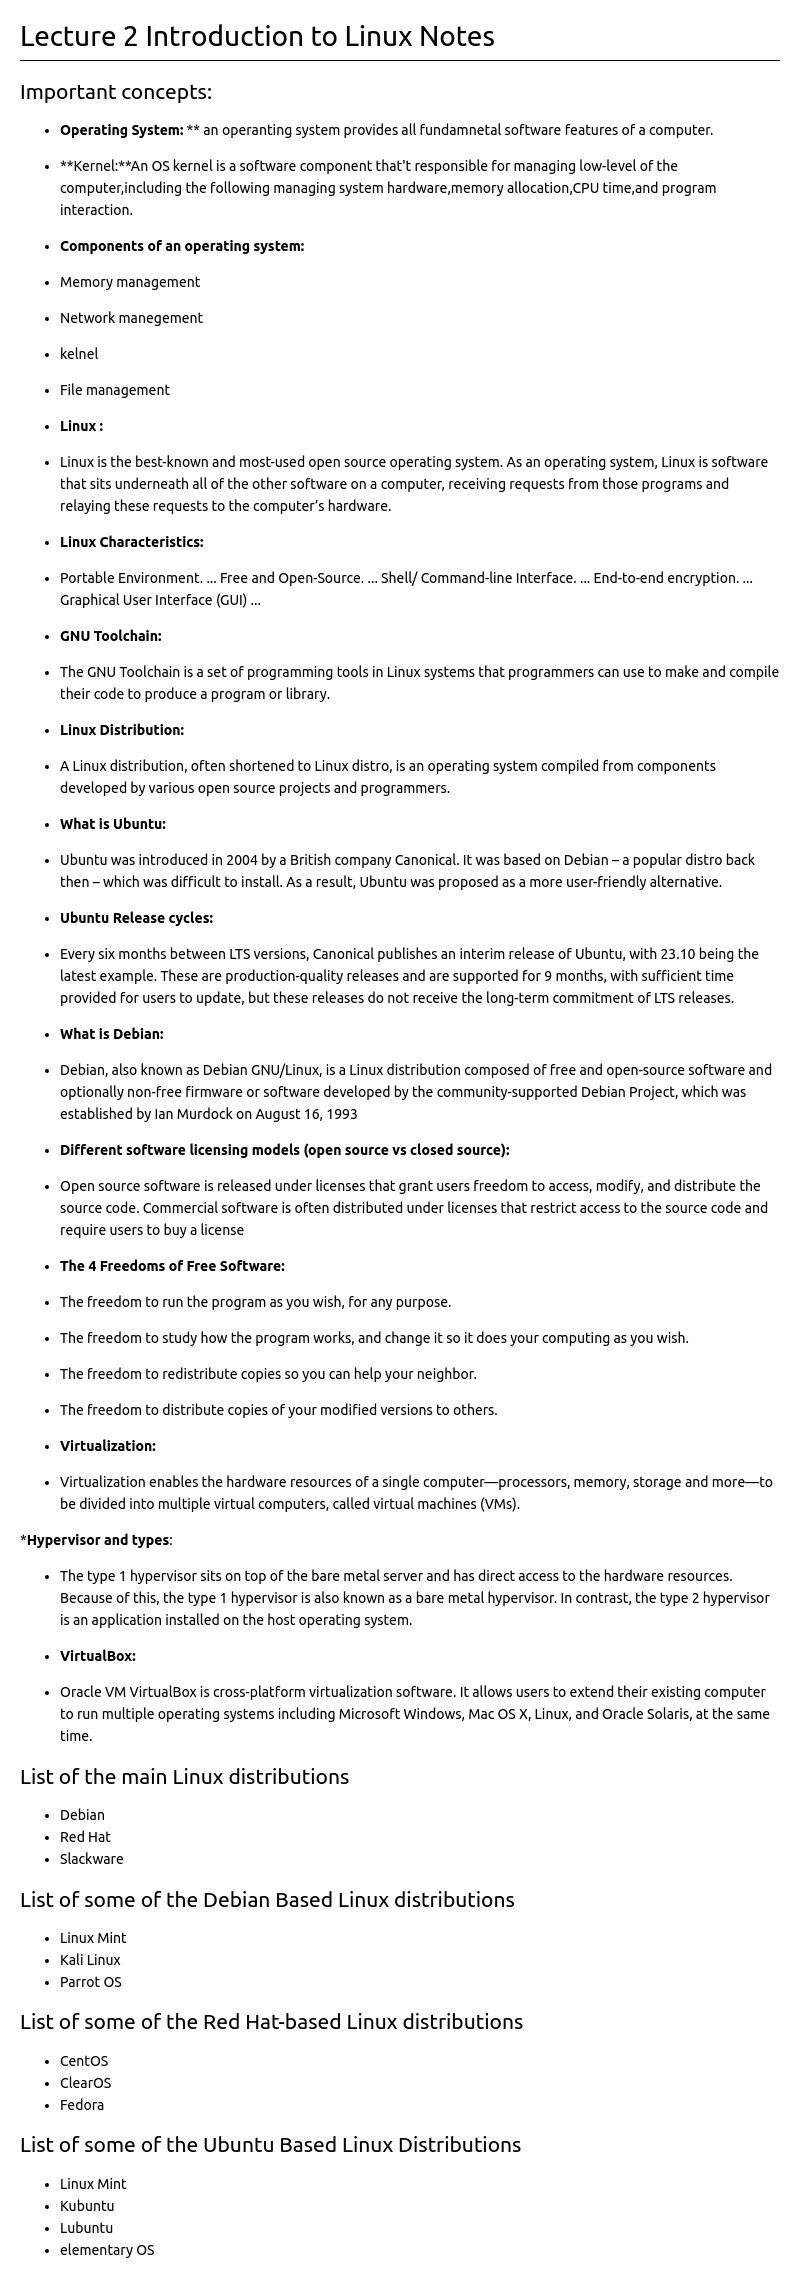 Lecture 2 Introduction to Linux Notes
Important concepts:
• Operating System: ** an operanting system provides all fundamnetal software features of a computer.
• **Kernel:**An OS kernel is a software component that't responsible for managing low-level of the
computer,including the following managing system hardware,memory allocation,CPU time,and program
interaction.
• Components of an operating system:
• Memory management
• Network manegement
• kelnel
• File management
• Linux :
• Linux is the best-known and most-used open source operating system. As an operating system, Linux is software
that sits underneath all of the other software on a computer, receiving requests from those programs and
relaying these requests to the computer’s hardware.
• Linux Characteristics:
• Portable Environment. ... Free and Open-Source. ... Shell/ Command-line Interface. ... End-to-end encryption. ...
Graphical User Interface (GUI) ...
• GNU Toolchain:
• The GNU Toolchain is a set of programming tools in Linux systems that programmers can use to make and compile
their code to produce a program or library.
• Linux Distribution:
• A Linux distribution, often shortened to Linux distro, is an operating system compiled from components
developed by various open source projects and programmers.
• What is Ubuntu:
• Ubuntu was introduced in 2004 by a British company Canonical. It was based on Debian – a popular distro back
then – which was difficult to install. As a result, Ubuntu was proposed as a more user-friendly alternative.
• Ubuntu Release cycles:
• Every six months between LTS versions, Canonical publishes an interim release of Ubuntu, with 23.10 being the
latest example. These are production-quality releases and are supported for 9 months, with sufficient time
provided for users to update, but these releases do not receive the long-term commitment of LTS releases.
• What is Debian:
• Debian, also known as Debian GNU/Linux, is a Linux distribution composed of free and open-source software and
optionally non-free firmware or software developed by the community-supported Debian Project, which was
established by Ian Murdock on August 16, 1993
• Different software licensing models (open source vs closed source):
• Open source software is released under licenses that grant users freedom to access, modify, and distribute the
source code. Commercial software is often distributed under licenses that restrict access to the source code and
require users to buy a license
• The 4 Freedoms of Free Software:
• The freedom to run the program as you wish, for any purpose.
• The freedom to study how the program works, and change it so it does your computing as you wish.
• The freedom to redistribute copies so you can help your neighbor.
• The freedom to distribute copies of your modified versions to others.
• Virtualization:
• Virtualization enables the hardware resources of a single computer—processors, memory, storage and more—to
be divided into multiple virtual computers, called virtual machines (VMs).
*Hypervisor and types:
• The type 1 hypervisor sits on top of the bare metal server and has direct access to the hardware resources.
Because of this, the type 1 hypervisor is also known as a bare metal hypervisor. In contrast, the type 2 hypervisor
is an application installed on the host operating system.
• VirtualBox:
• Oracle VM VirtualBox is cross-platform virtualization software. It allows users to extend their existing computer
to run multiple operating systems including Microsoft Windows, Mac OS X, Linux, and Oracle Solaris, at the same
time.
List of the main Linux distributions
• Debian
• Red Hat
• Slackware
List of some of the Debian Based Linux distributions
• Linux Mint
• Kali Linux
• Parrot OS
List of some of the Red Hat-based Linux distributions
• CentOS
• ClearOS
• Fedora
List of some of the Ubuntu Based Linux Distributions
• Linux Mint
• Kubuntu
• Lubuntu
• elementary OS